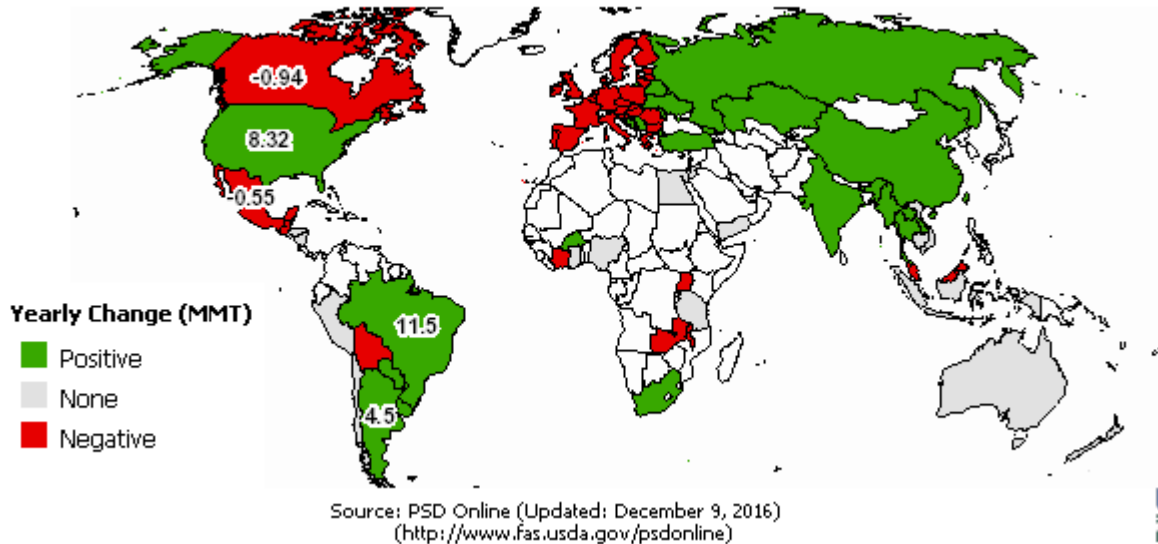 -0.94
8.32
-0.55
11.5
4.5
Yearly Change (MMT)
Positive
None
Negative
Source: PSD Online (Updated: December 9, 2016)
(http://www.fas.usda.gov/psdonline)